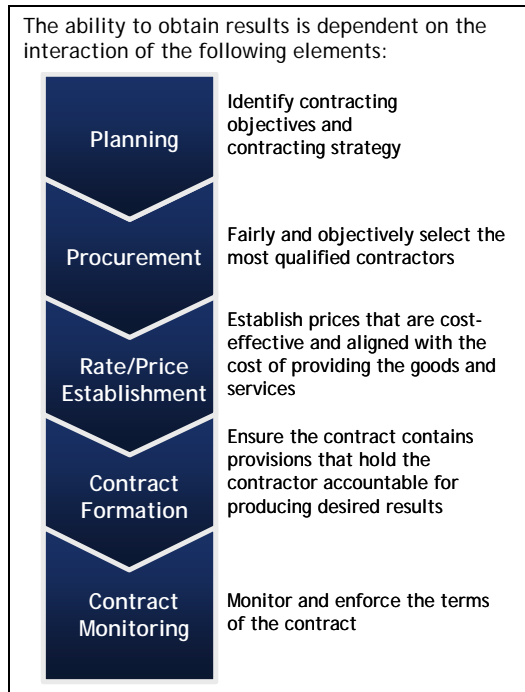 The ability to obtain results is dependent on the
interaction of the following elements:
Planning
Identify contracting
objectives and
contracting strategy
Procurement
Fairly and objectively select the
most qualified contractors
Rate/Price
Establishment
Establish prices that are cost-
effective and aligned with the
cost of providing the goods and
services
Contract
Formation
Ensure the contract contains
provisions that hold the
contractor accountable for
producing desired results
Contract
Monitoring
Monitor and enforce the terms
of the contract